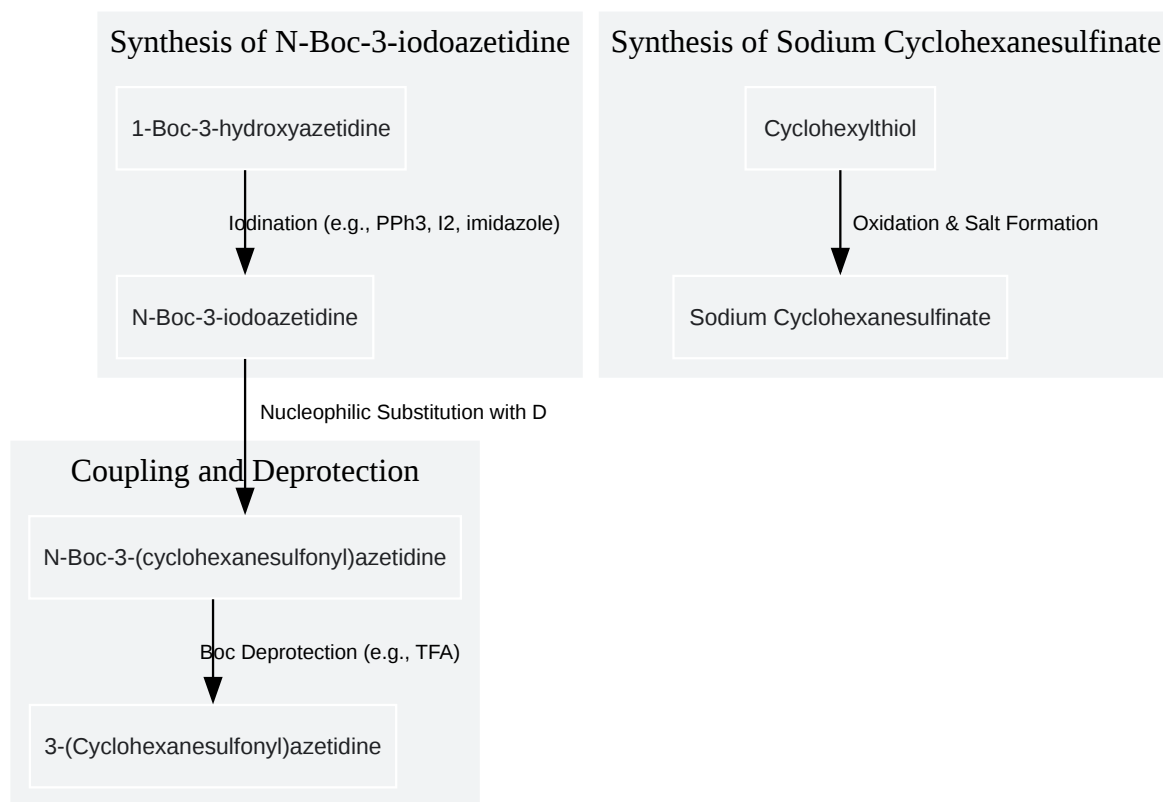 Synthesis of N-Boc-3-iodoazetidine
1-Boc-3-hydroxyazetidine
Iodination (e.g., PPh3, I2, imidazole)
N-Boc-3-iodoazetidine
Synthesis of Sodium Cyclohexanesulfinate
Cyclohexylthiol
Oxidation & Salt Formation
Sodium Cyclohexanesulfinate
Nucleophilic Substitution with D
Coupling and Deprotection
N-Boc-3-(cyclohexanesulfonyl)azetidine
Boc Deprotection (e.g., TFA)
3-(Cyclohexanesulfonyl)azetidine